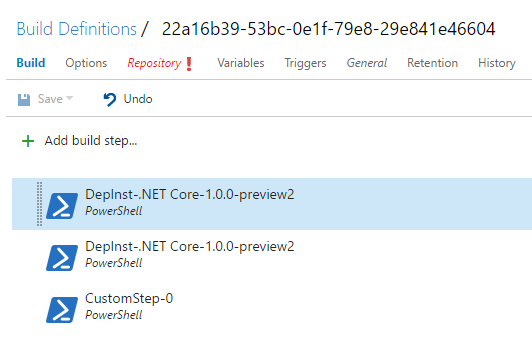 Build Definitions / 22a16b39-53bc-0e1f-79e8-29e841e46604
Build Options Repository ! Variables Triggers General Retention History
Save Undo
+ Add build step...
DepInst-.NET Core-1.0.0-preview2
PowerShell
DepInst-.NET Core-1.0.0-preview2
PowerShell
CustomStep-0
PowerShell